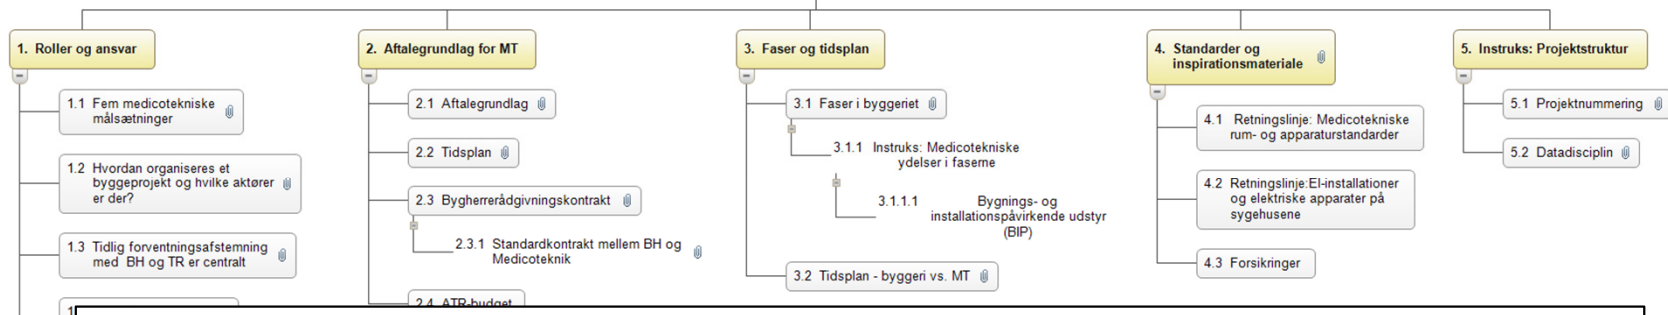 1. Roller og ansvar
1.1 Fem medicotekniske
målsætninger
1.2 Hvordan organiseres et
byggeprojekt og hvilke aktører
er der?
1.3 Tidlig forventningsafstemning
med BH og TR er centralt
2. Aftalegrundlag for MT
2.1 Aftalegrundlag
2.2 Tidsplan
2.3 Bygherrerådgivningskontrakt
2.3.1 Standardkontrakt mellem BH og
Medicoteknik
2.4 ATR-budget
3. Faser og tidsplan
3.1 Faser i byggeriet
3.1.1 Instruks: Medicotekniske
ydelser i faserne
3.1.1.1 Bygnings- og
installationspåvirkende udstyr
(BIP)
3.2 Tidsplan - byggeri vs. MT
4. Standarder og
inspirationsmateriale
4.1 Retningslinje: Medicotekniske
rum- og apparaturstandarder
4.2 Retningslinje:El-installationer
og elektriske apparater på
sygehusene
4.3 Forsikringer
5. Instruks: Projektstruktur
5.1 Projektnummering
5.2 Datadisciplin